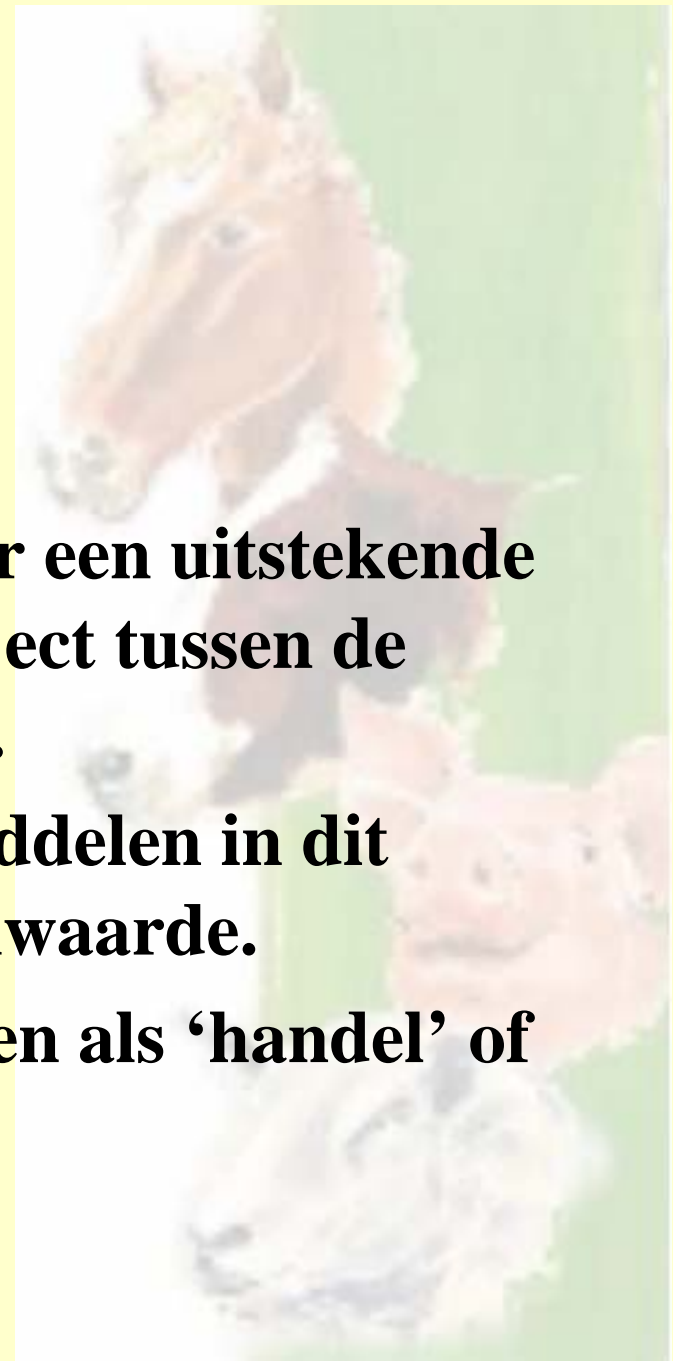 r een uitstekende
ect tussen de
.
ddelen in dit
waarde.
en als ‘handel’ of